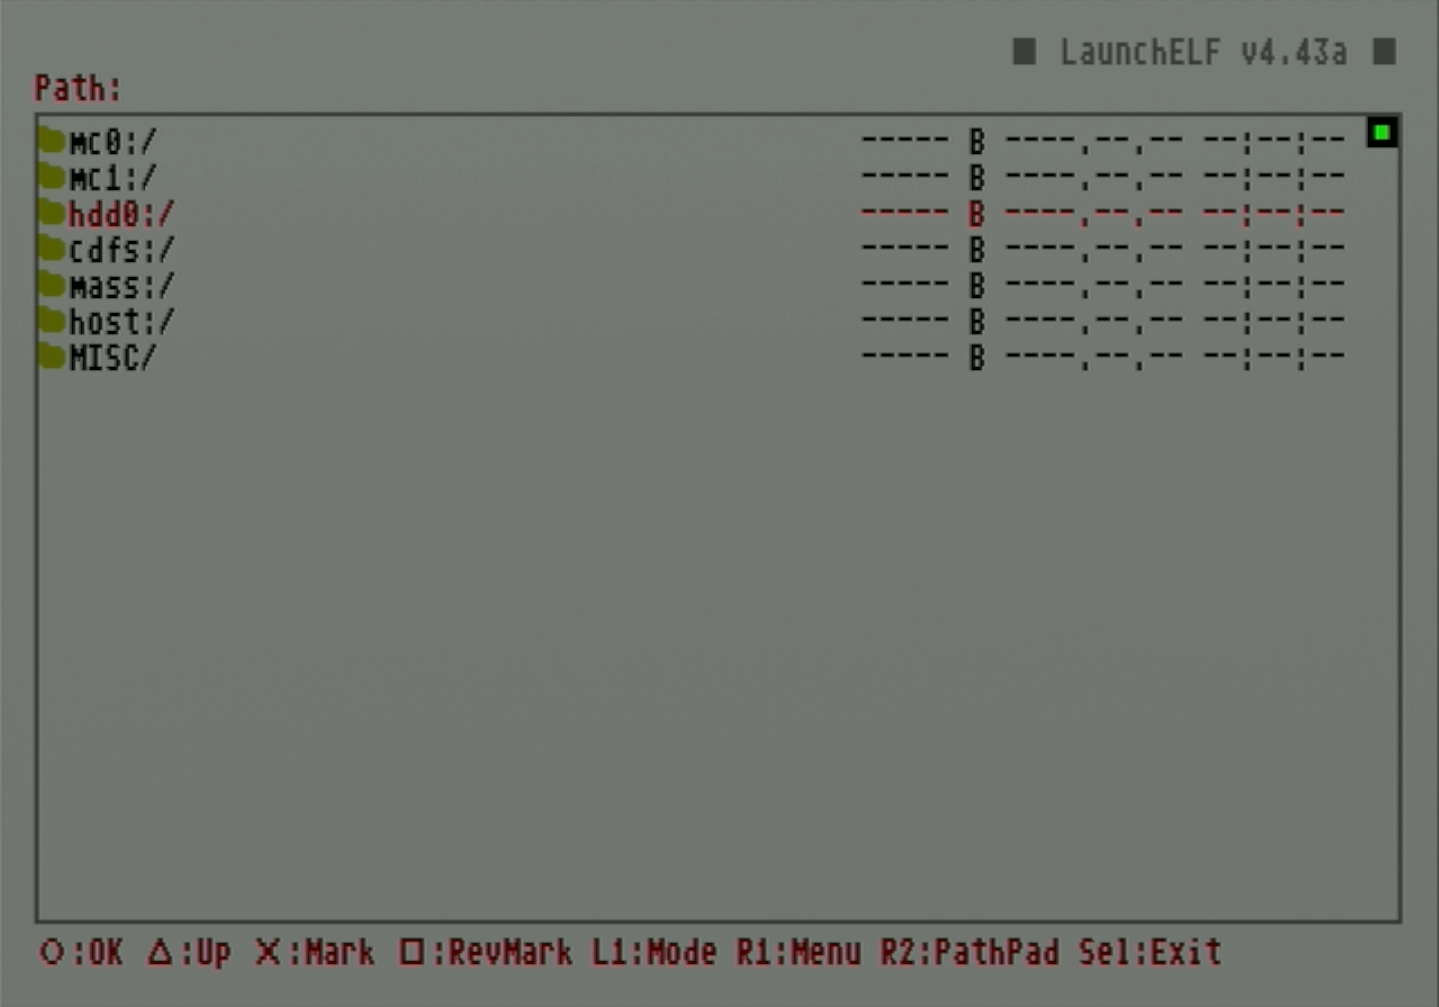 ■ LaunchELF v4.43a ■
Path:
mc0:/ ----- B ----.--.-- --:--:--
mc1:/ ----- B ----.--.-- --:--:--
hdd0:/ ----- B ----.--.-- --:--:--
cdfs:/ ----- B ----.--.-- --:--:--
mass:/ ----- B ----.--.-- --:--:--
host:/ ----- B ----.--.-- --:--:--
MISC/ ----- B ----.--.-- --:--:--
○:OK △:Up ✕:Mark □:RevMark L1:Mode R1:Menu R2:PathPad Sel:Exit